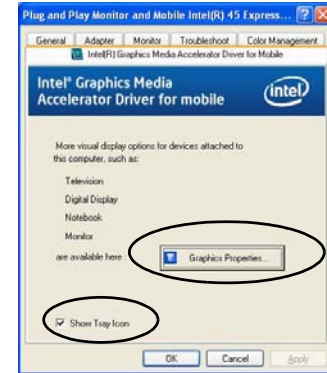 Plug and Play Monitor and Mobile Intel(R) 45 Express...
General Adapter Monitor Troubleshoot Color Management
Intel(R) Graphics Media Accelerator Driver for Mobile
Intel® Graphics Media
Accelerator Driver for mobile
intel
More visual display options for devices attached to
this computer, such as:
Television
Digital Display
Notebook
Monitor
are available here :
Graphics Properties...
Show Tray Icon
OK Cancel Apply